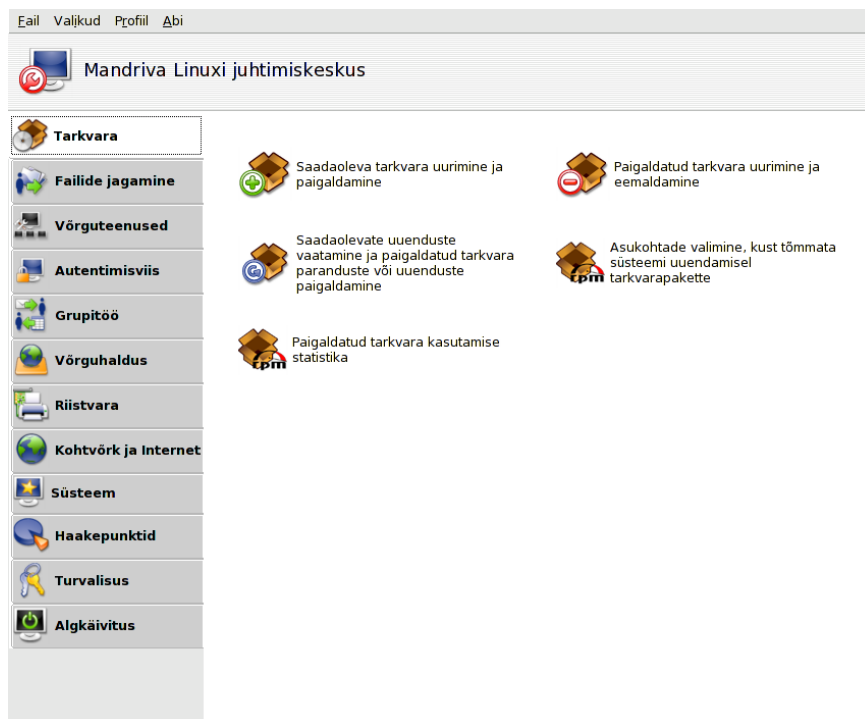 Fail Valikud Profiil Abi
Mandriva Linuxi juhtimiskeskus
Tarkvara
Failide jagamine
Võrguteenused
Autentimisviis
Grupitöö
Võrguhaldus
Riistvara
Kohtvõrk ja Internet
Süsteem
Haakepunktid
Turvalisus
Algkäivitus
Saadaoleva tarkvara uurimine ja
paigaldamine
Paigaldatud tarkvara uurimine ja
eemaldamine
Saadaolevate uuenduste
vaatamine ja paigaldatud tarkvara
paranduste või uuenduste
paigaldamine
rpm
Asukohtade valimine, kust tõmmata
süsteemi uuendamisel
tarkvarapakette
rpm
Paigaldatud tarkvara kasutamise
statistika